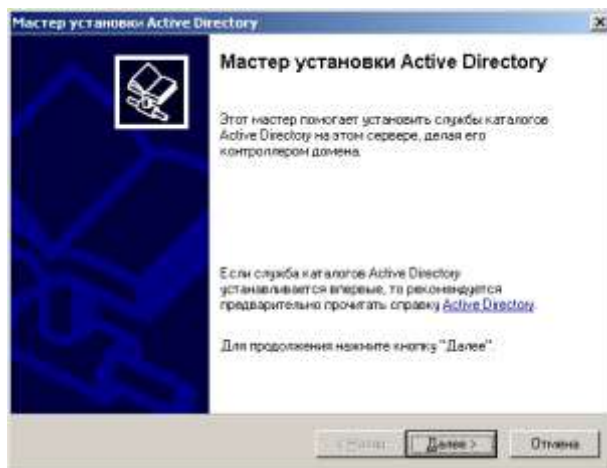 Мастер установки Active Directory
Мастер установки Active Directory
Этот мастер помогает установить службы каталогов
Active Directory на этом сервере, делая его
контроллером домена.
Если служба каталогов Active Directory
устанавливается впервые, то рекомендуется
предварительно прочитать справку Active Directory.
Для продолжения нажмите кнопку "Далее".
< Назад
Далее >
Отмена